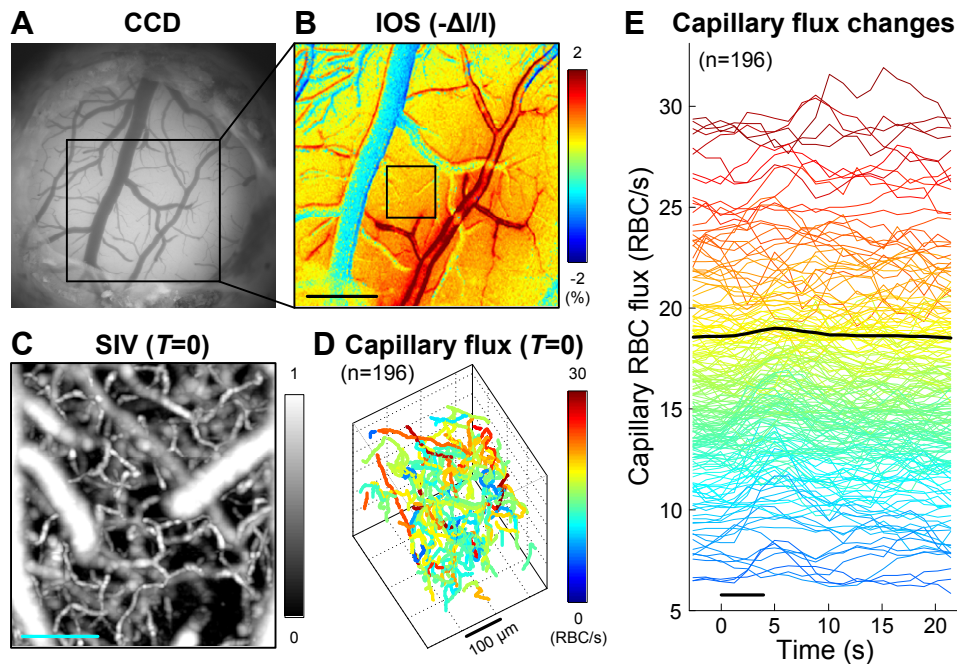 A
CCD
B
IOS (-ΔI/I)
2
-2
(%)
C
SIV (T=0)
1
0
D
Capillary flux (T=0)
(n=196)
30
0
(RBC/s)
100 µm
E
Capillary flux changes
(n=196)
Capillary RBC flux (RBC/s)
30
25
20
15
10
5
0
5
10
15
20
Time (s)